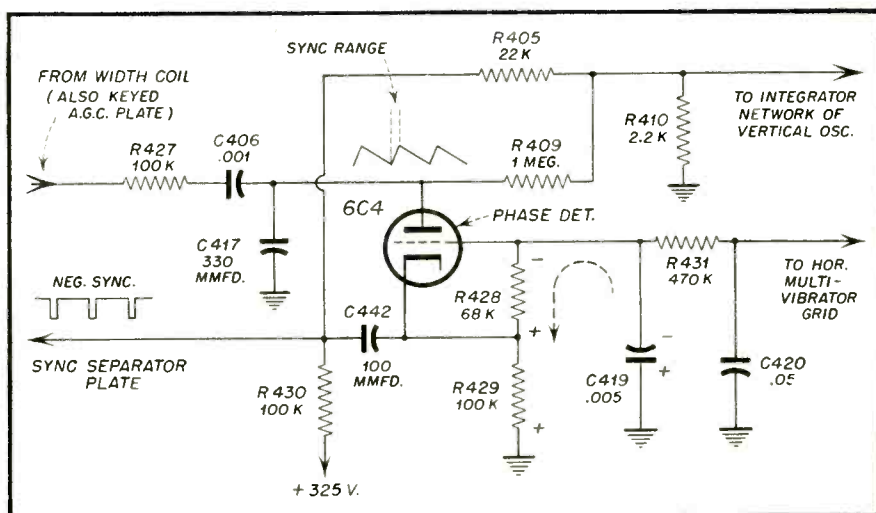 SYNC RANGE
R405
22 K
FROM WIDTH COIL
(ALSO KEYED
A.G.C. PLATE)
R427
100 K
C406
.001
R409
1 MEG.
R410
2.2 K
TO INTEGRATOR
NETWORK OF
VERTICAL OSC.
6C4
PHASE DET.
C417
330
MMFD.
NEG. SYNC.
R428
68 K
-
+
R431
470 K
TO HOR.
MULTI-
VIBRATOR
GRID
C442
100
MMFD.
SYNC SEPARATOR
PLATE
R430
100 K
R429
100 K
+
C419
.005
-
+
C420
.05
+ 325 V.